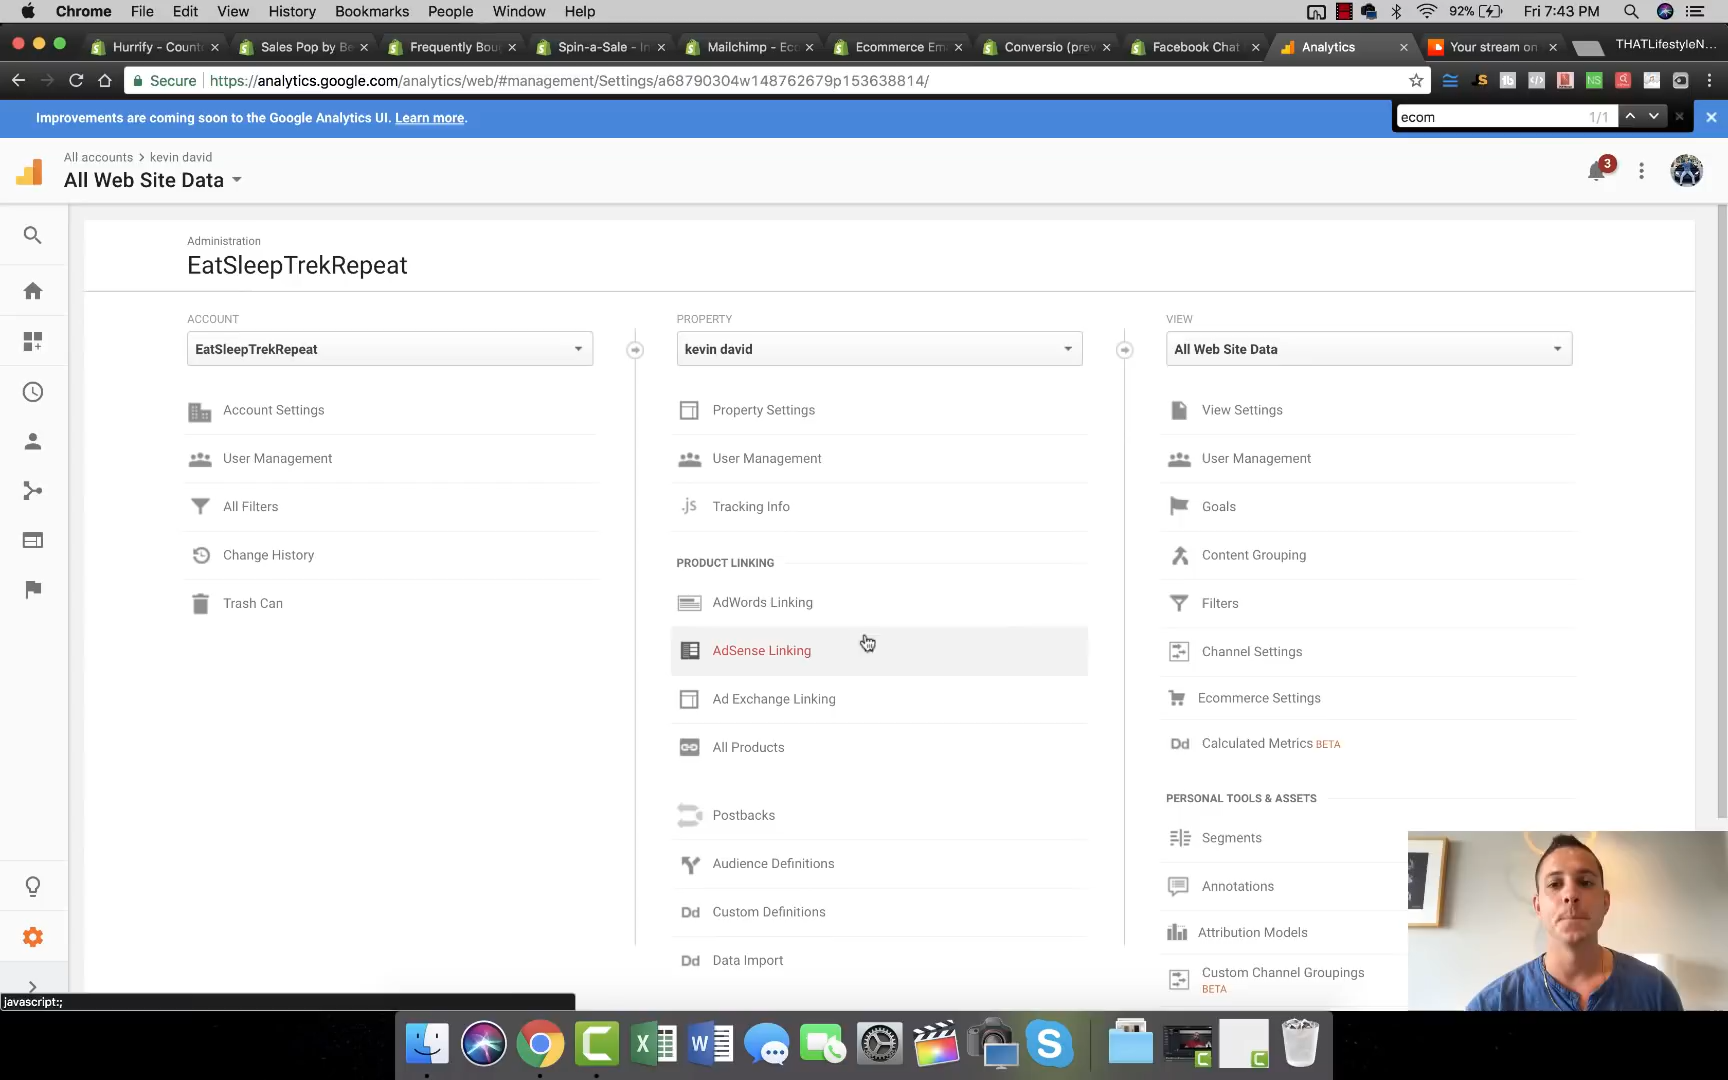 Chrome File Edit View History Bookmarks People Window Help
92% Fri 7:43 PM
Hurrify - Count
Sales Pop by Be
Frequently Bou
Spin-a-Sale - In
Mailchimp - Eco
Ecommerce Em
Conversio (prev
Facebook Chat
Analytics
Your stream on
THATLifestyleN...
Secure https://analytics.google.com/analytics/web/#management/Settings/a68790304w148762679p153638814/
Improvements are coming soon to the Google Analytics UI. Learn more.
ecom 1/1
All accounts > kevin david
All Web Site Data
3
Administration
EatSleepTrekRepeat
ACCOUNT
EatSleepTrekRepeat
Account Settings
User Management
All Filters
Change History
Trash Can
PROPERTY
kevin david
Property Settings
User Management
.js Tracking Info
PRODUCT LINKING
AdWords Linking
AdSense Linking
Ad Exchange Linking
All Products
Postbacks
Audience Definitions
Dd Custom Definitions
Dd Data Import
VIEW
All Web Site Data
View Settings
User Management
Goals
Content Grouping
Filters
Channel Settings
Ecommerce Settings
Dd Calculated Metrics BETA
PERSONAL TOOLS & ASSETS
Segments
Annotations
Attribution Models
Custom Channel Groupings
BETA
javascript:;